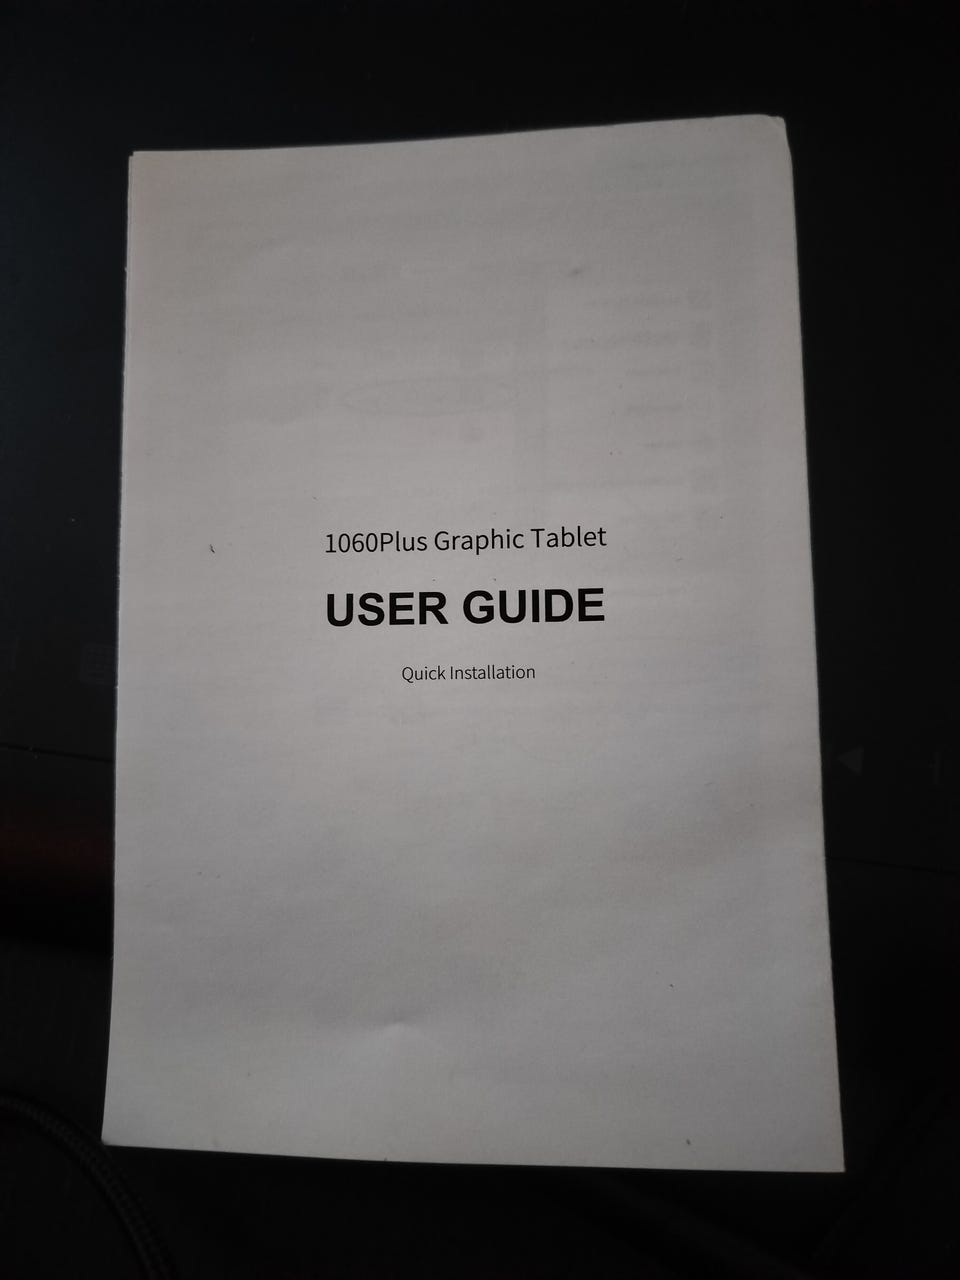 1060Plus Graphic Tablet
USER GUIDE
Quick Installation